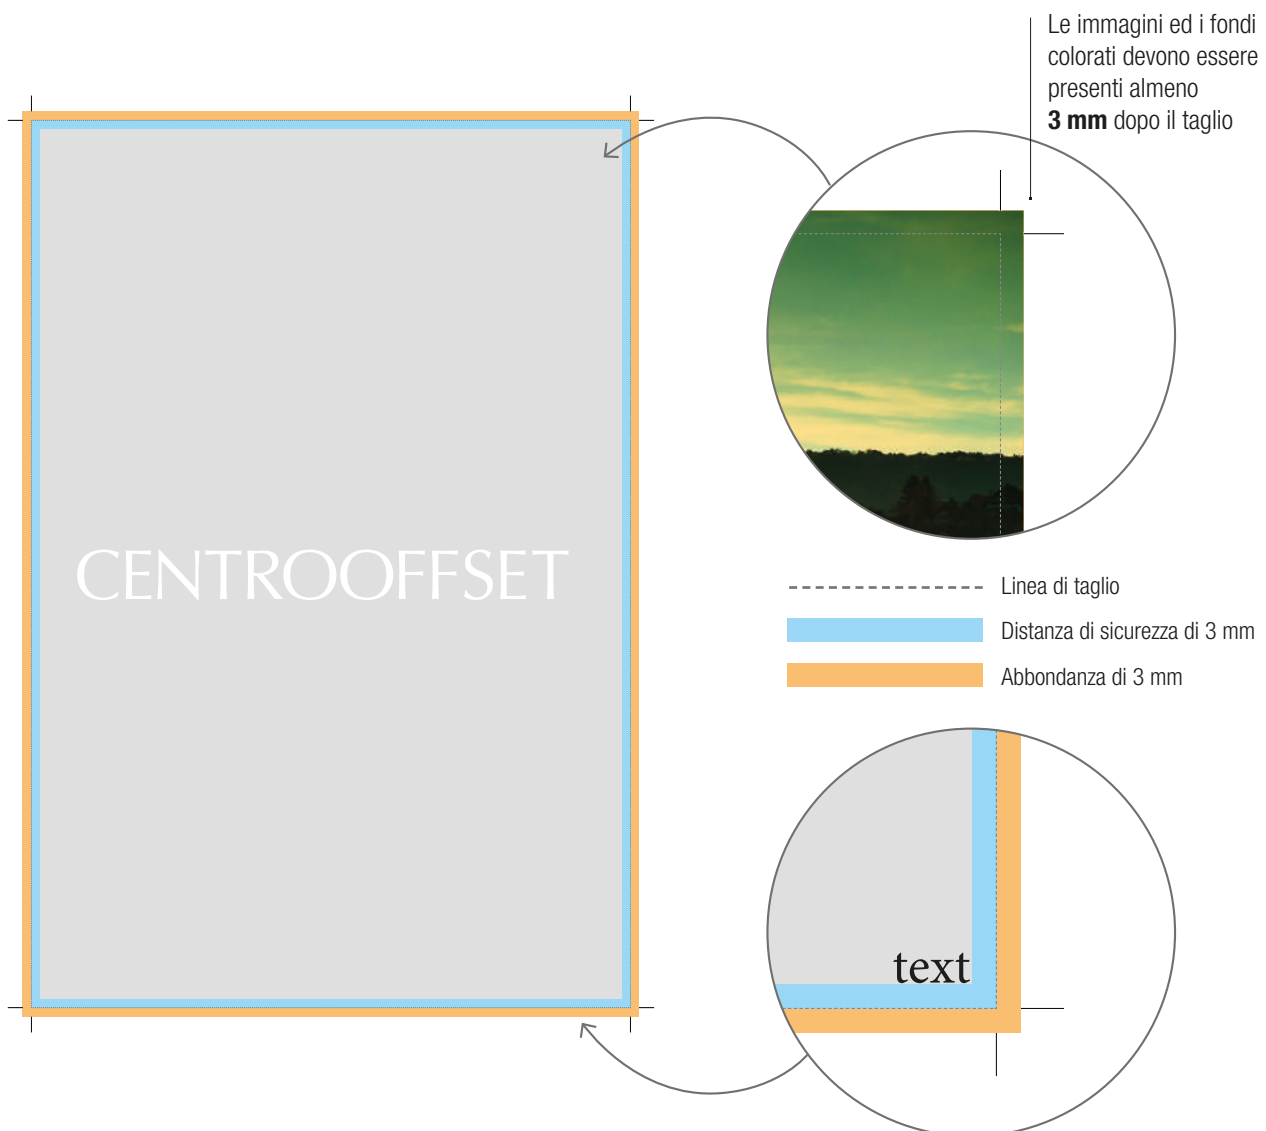 Le immagini ed i fondi
colorati devono essere
presenti almeno
3 mm dopo il taglio
CENTROOFFSET
Linea di taglio
Distanza di sicurezza di 3 mm
Abbondanza di 3 mm
text